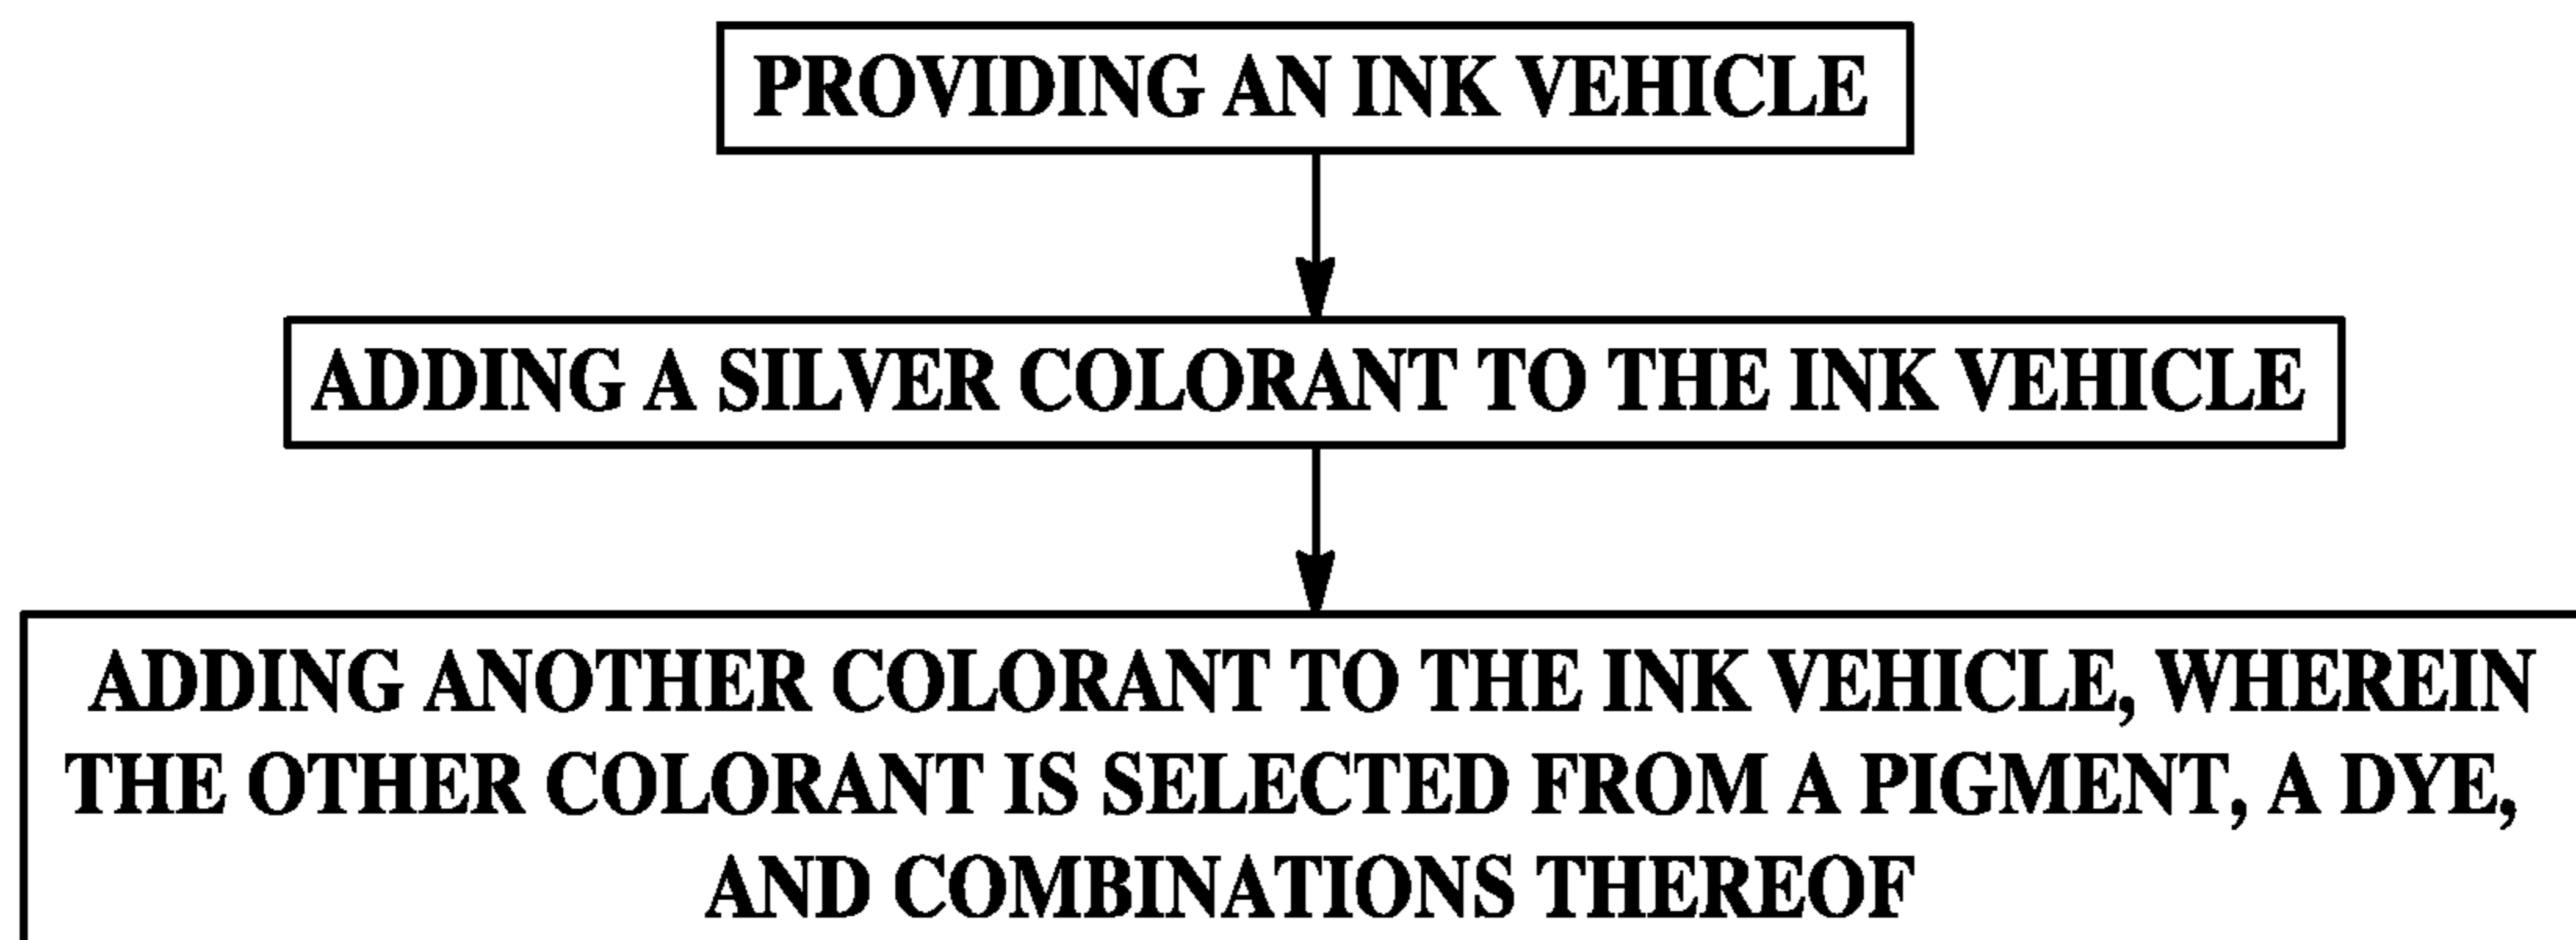 PROVIDING AN INK VEHICLE
ADDING A SILVER COLORANT TO THE INK VEHICLE
ADDING ANOTHER COLORANT TO THE INK VEHICLE, WHEREIN
THE OTHER COLORANT IS SELECTED FROM A PIGMENT, A DYE,
AND COMBINATIONS THEREOF